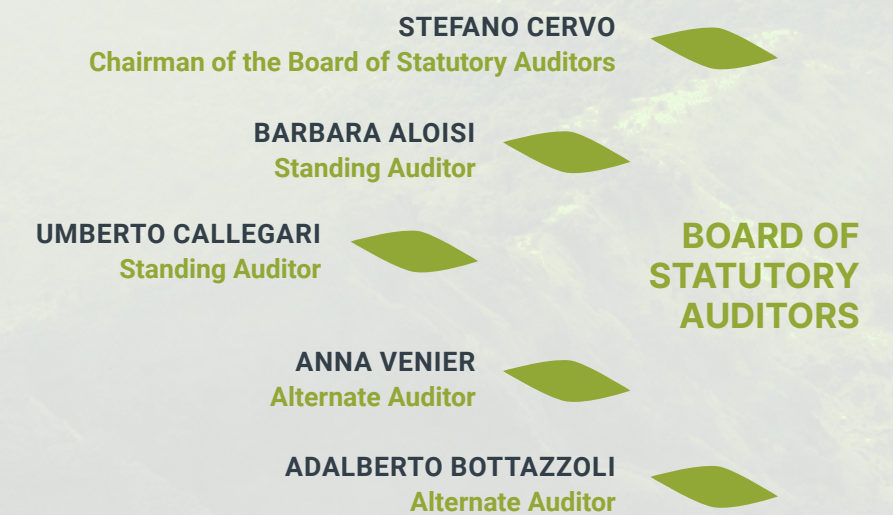 STEFANO CERVO
Chairman of the Board of Statutory Auditors
BARBARA ALOISI
Standing Auditor
UMBERTO CALLEGARI
Standing Auditor
BOARD OF
STATUTORY
AUDITORS
ANNA VENIER
Alternate Auditor
ADALBERTO BOTTAZZOLI
Alternate Auditor